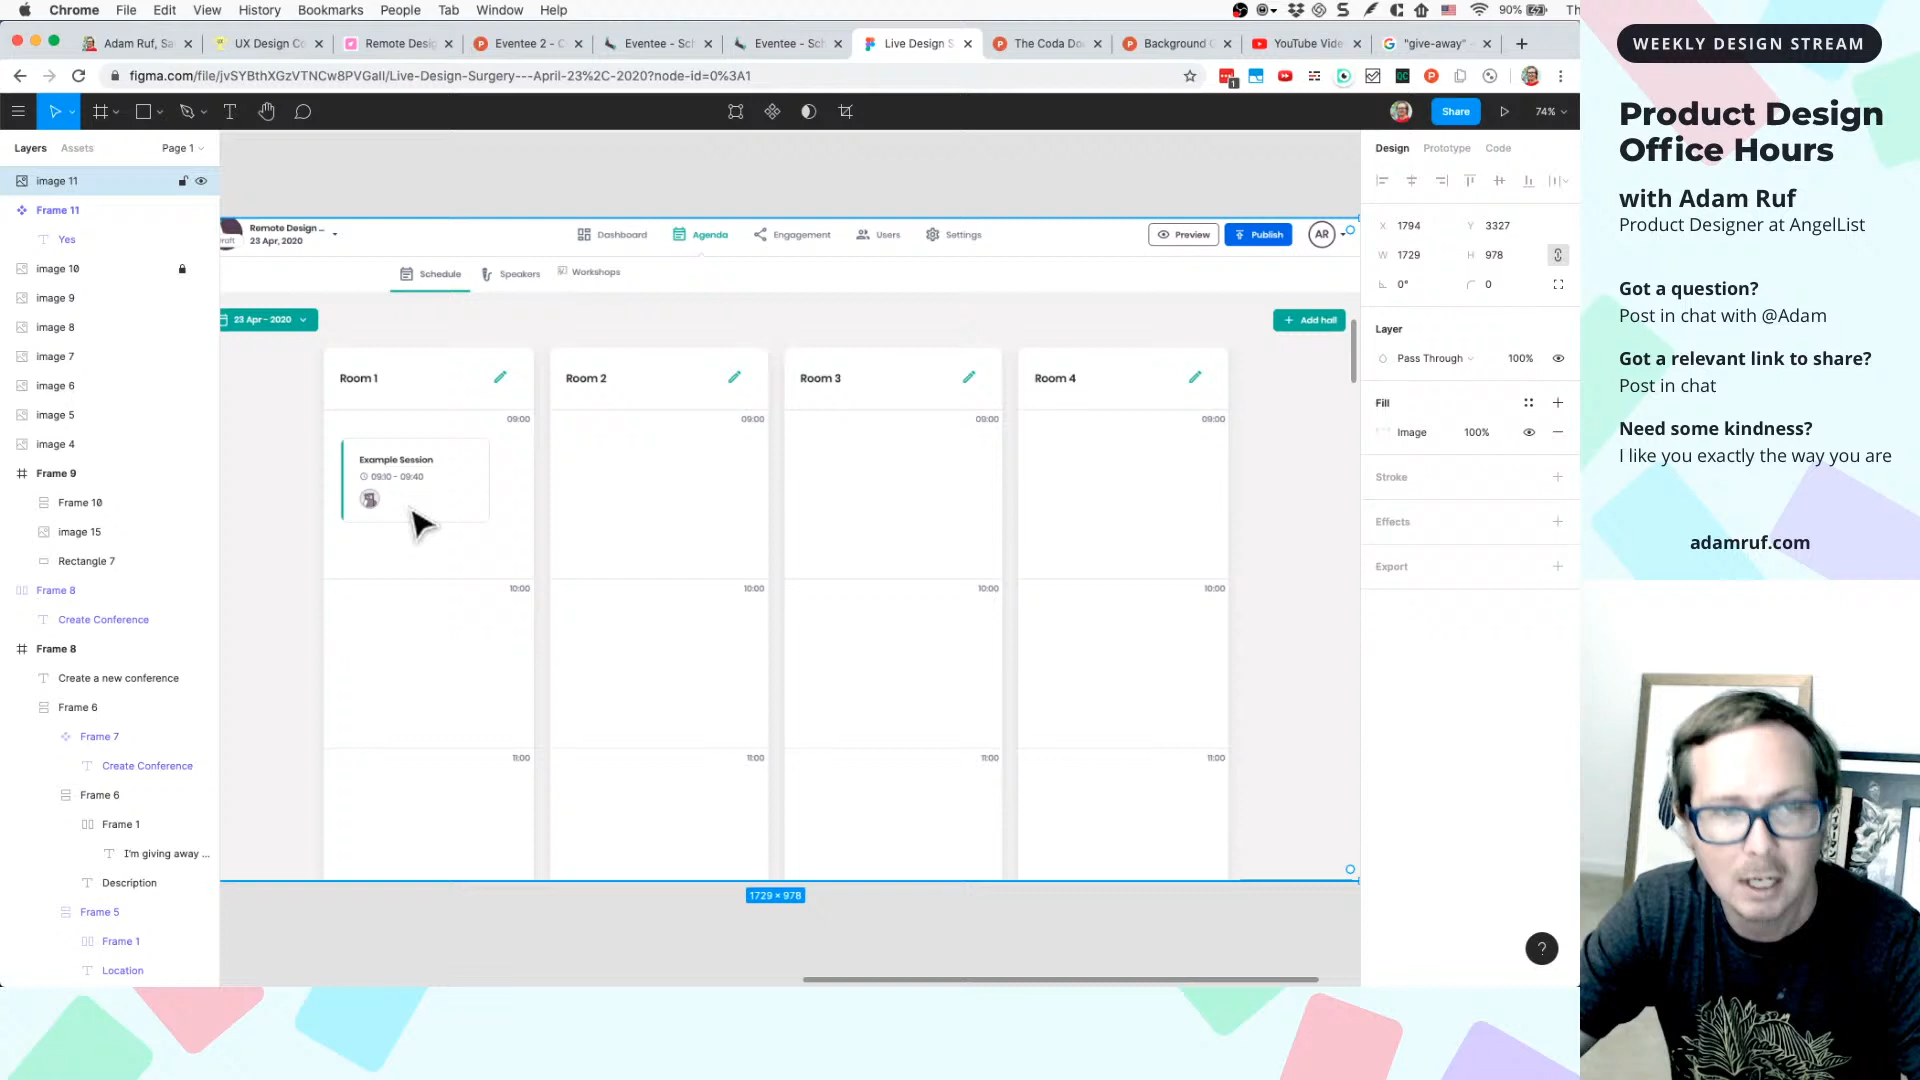 Chrome File Edit View History Bookmarks People Tab Window Help
90% Th
Adam Ruf, Sa
UX Design Co
Remote Desig
Eventee 2 - C
Eventee - Sch
Eventee - Sch
Live Design S
The Coda Do
Background
YouTube Vide
"give-away"
figma.com/file/jvSYBthXGzVTNCw8PVGall/Live-Design-Surgery---April-23%2C-2020?node-id=0%3A1
Share
74%
Layers Assets Page 1
image 11
Frame 11
Yes
image 10
image 9
image 8
image 7
image 6
image 5
image 4
Frame 9
Frame 10
image 15
Rectangle 7
Frame 8
Create Conference
Frame 8
Create a new conference
Frame 6
Frame 7
Create Conference
Frame 6
Frame 1
I'm giving away ...
Description
Frame 5
Frame 1
Location
Remote Design ...
23 Apr, 2020
Dashboard Agenda Engagement Users Settings
Preview Publish AR
Schedule Speakers Workshops
23 Apr - 2020
+ Add hall
Room 1 Room 2 Room 3 Room 4
09:00 09:00 09:00 09:00
Example Session
09:10 - 09:40
10:00 10:00 10:00 10:00
11:00 11:00 11:00 11:00
1729 × 978
Design Prototype Code
X 1794 Y 3327
W 1729 H 978
0° 0
Layer
Pass Through 100%
Fill
Image 100%
Stroke
Effects
Export
?
WEEKLY DESIGN STREAM
Product Design
Office Hours
with Adam Ruf
Product Designer at AngelList
Got a question?
Post in chat with @Adam
Got a relevant link to share?
Post in chat
Need some kindness?
I like you exactly the way you are
adamruf.com